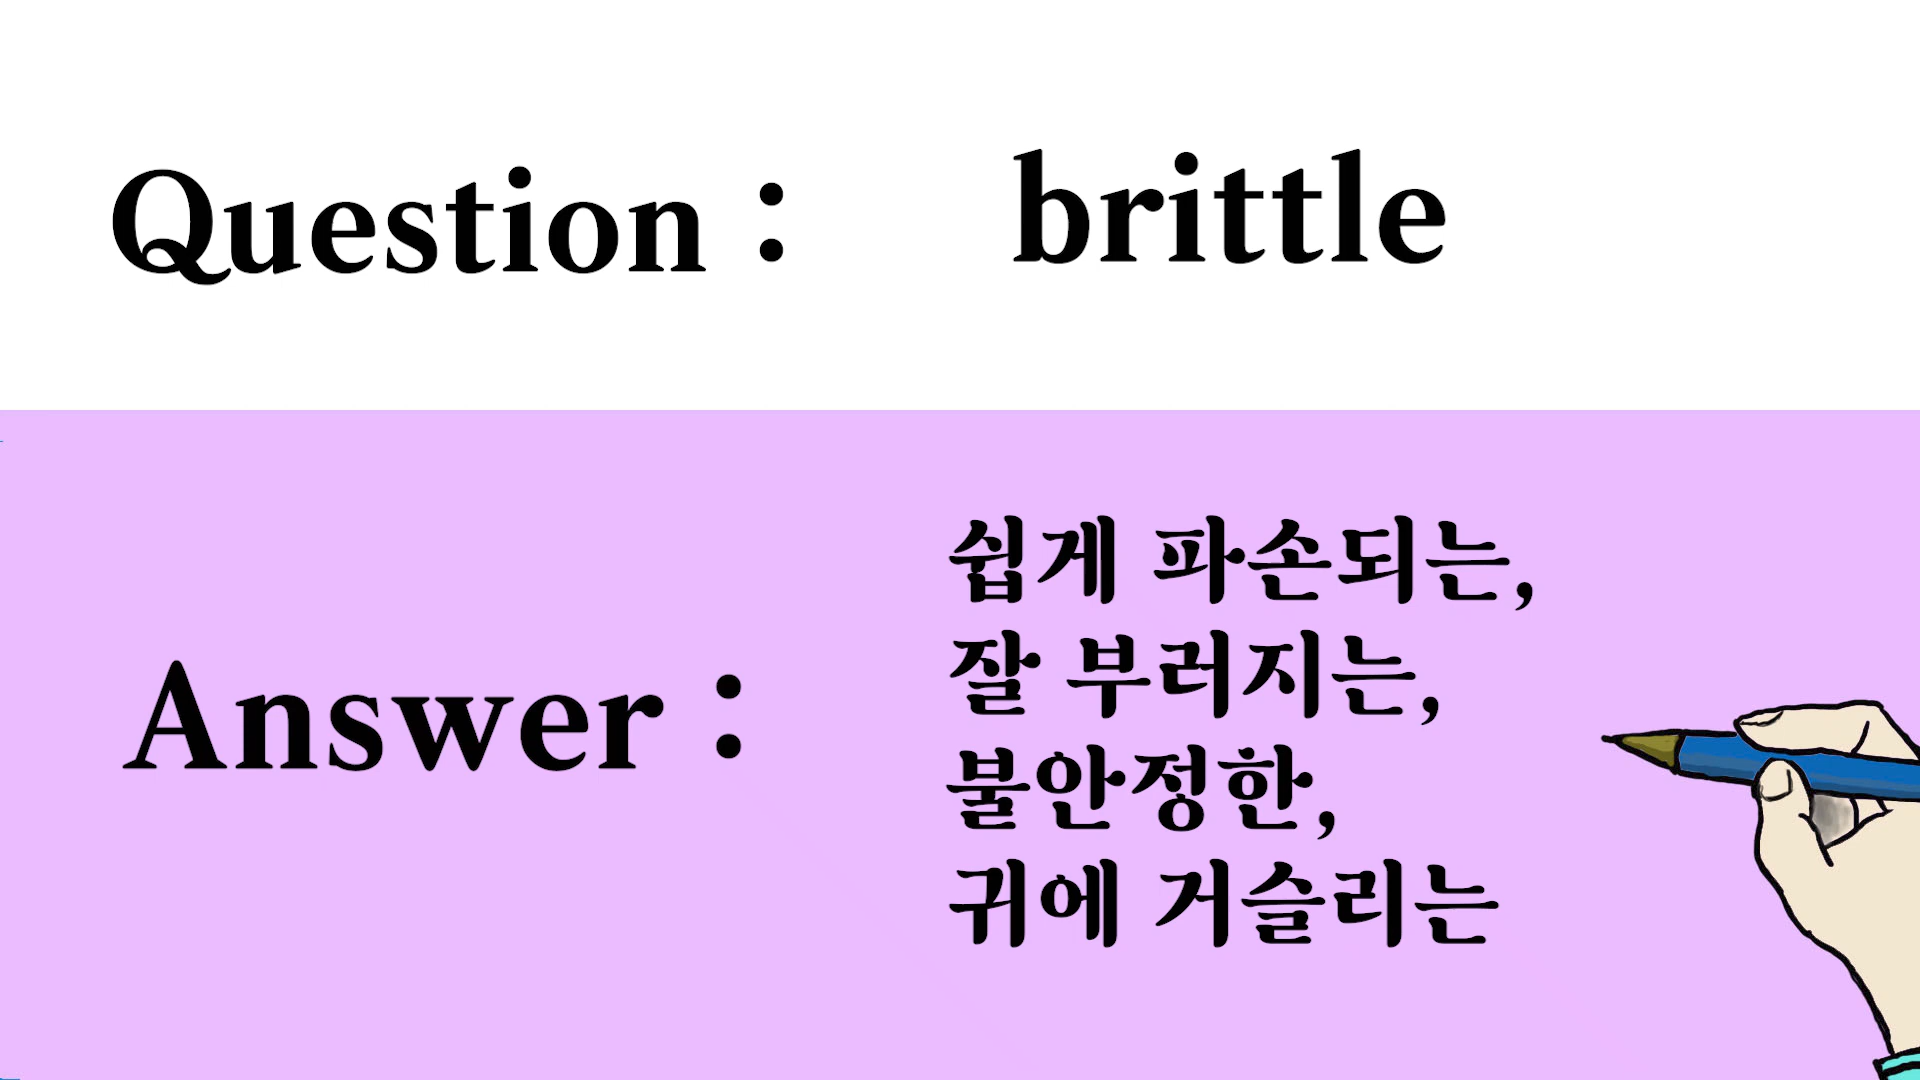 Question : brittle
Answer :
쉽게 파손되는,
잘 부러지는,
불안정한,
귀에 거슬리는